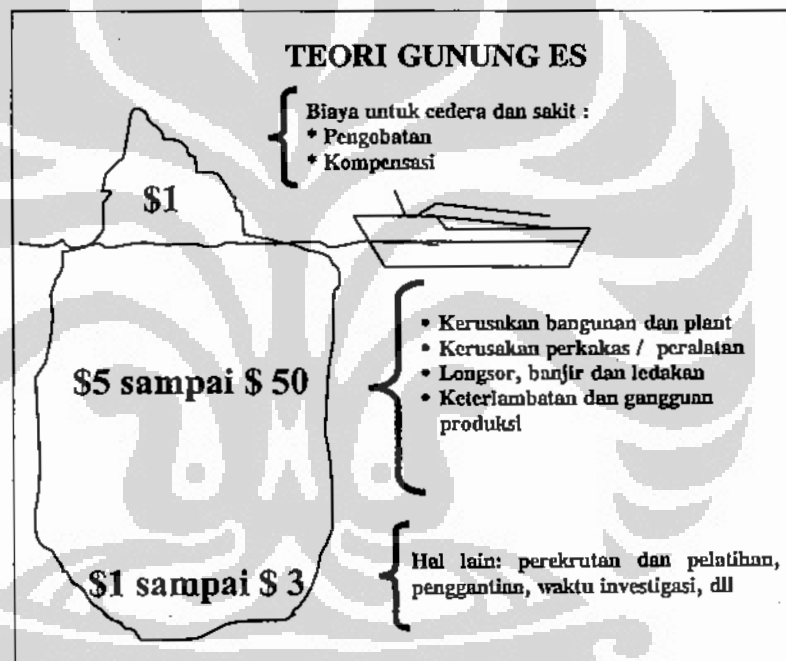 TEORI GUNUNG ES
Biaya untuk cedera dan sakit :
* Pengobatan
* Kompensasi
$1
$5 sampai $ 50
• Kerusakan bangunan dan plant
• Kerusakan perkakas / peralatan
• Longsor, banjir dan ledakan
• Keterlambatan dan gangguan
produksi
$1 sampai $ 3
Hal lain: perekrutan dan pelatihan,
penggantian, waktu investigasi, dll